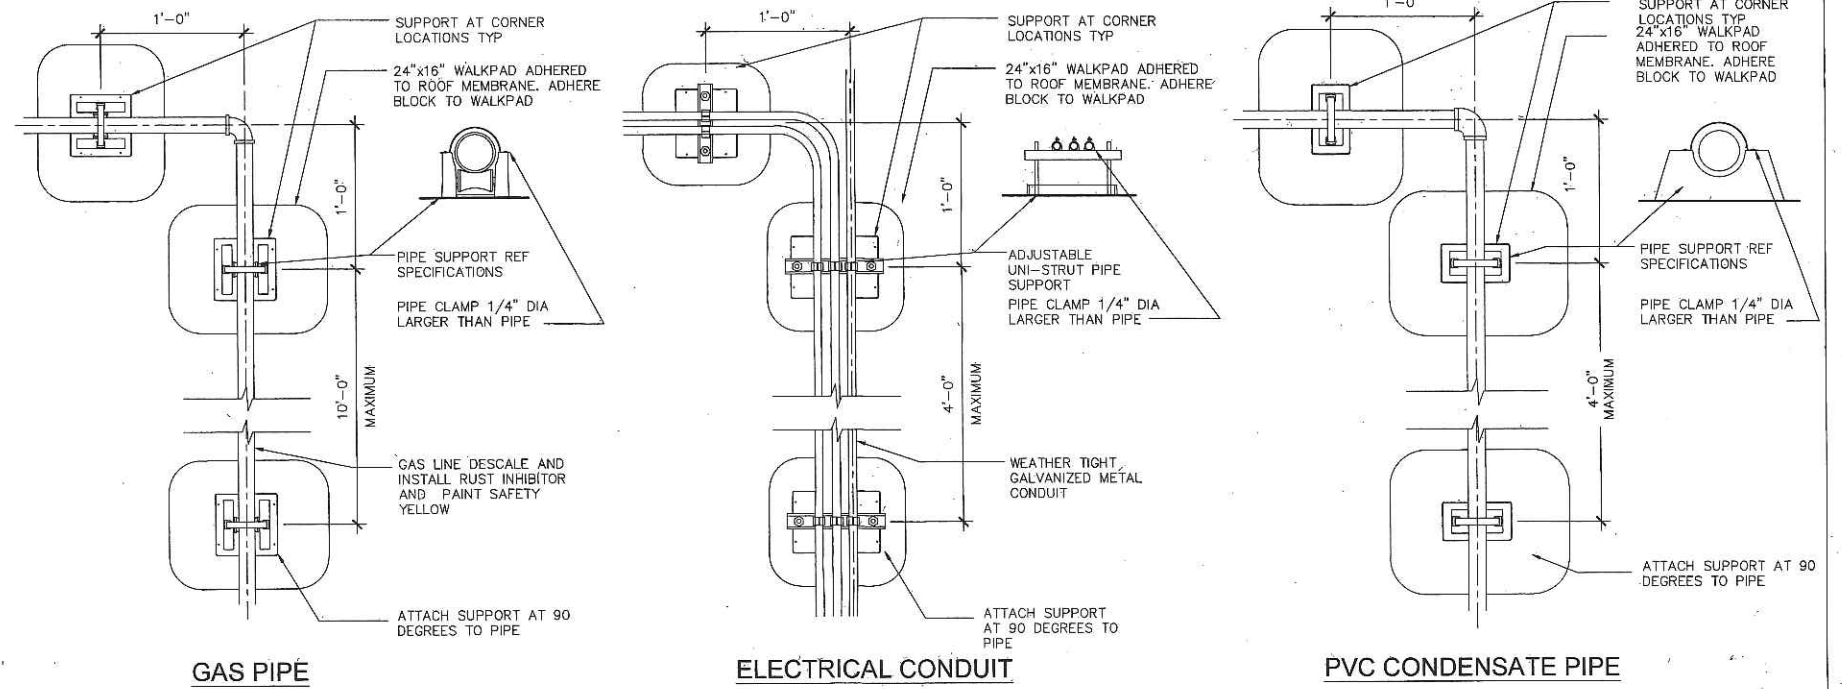 1'-0"
SUPPORT AT CORNER
LOCATIONS TYP
24"x16" WALKPAD ADHERED
TO ROOF MEMBRANE. ADHERE
BLOCK TO WALKPAD
1'-0"
PIPE SUPPORT REF
SPECIFICATIONS
PIPE CLAMP 1/4" DIA
LARGER THAN PIPE
10'-0"
MAXIMUM
GAS LINE DESCALE AND
INSTALL RUST INHIBITOR
AND PAINT SAFETY
YELLOW
ATTACH SUPPORT AT 90
DEGREES TO PIPE
GAS PIPE
1'-0"
SUPPORT AT CORNER
LOCATIONS TYP
24"x16" WALKPAD ADHERED
TO ROOF MEMBRANE. ADHERE
BLOCK TO WALKPAD
1'-0"
ADJUSTABLE
UNI-STRUT PIPE
SUPPORT
PIPE CLAMP 1/4" DIA
LARGER THAN PIPE
4'-0"
MAXIMUM
WEATHER TIGHT
GALVANIZED METAL
CONDUIT
ATTACH SUPPORT
AT 90 DEGREES TO
PIPE
ELECTRICAL CONDUIT
1'-0"
SUPPORT AT CORNER
LOCATIONS TYP
24"x16" WALKPAD
ADHERED TO ROOF
MEMBRANE. ADHERE
BLOCK TO WALKPAD
1'-0"
PIPE SUPPORT REF
SPECIFICATIONS
PIPE CLAMP 1/4" DIA
LARGER THAN PIPE
4'-0"
MAXIMUM
ATTACH SUPPORT AT 90
DEGREES TO PIPE
PVC CONDENSATE PIPE